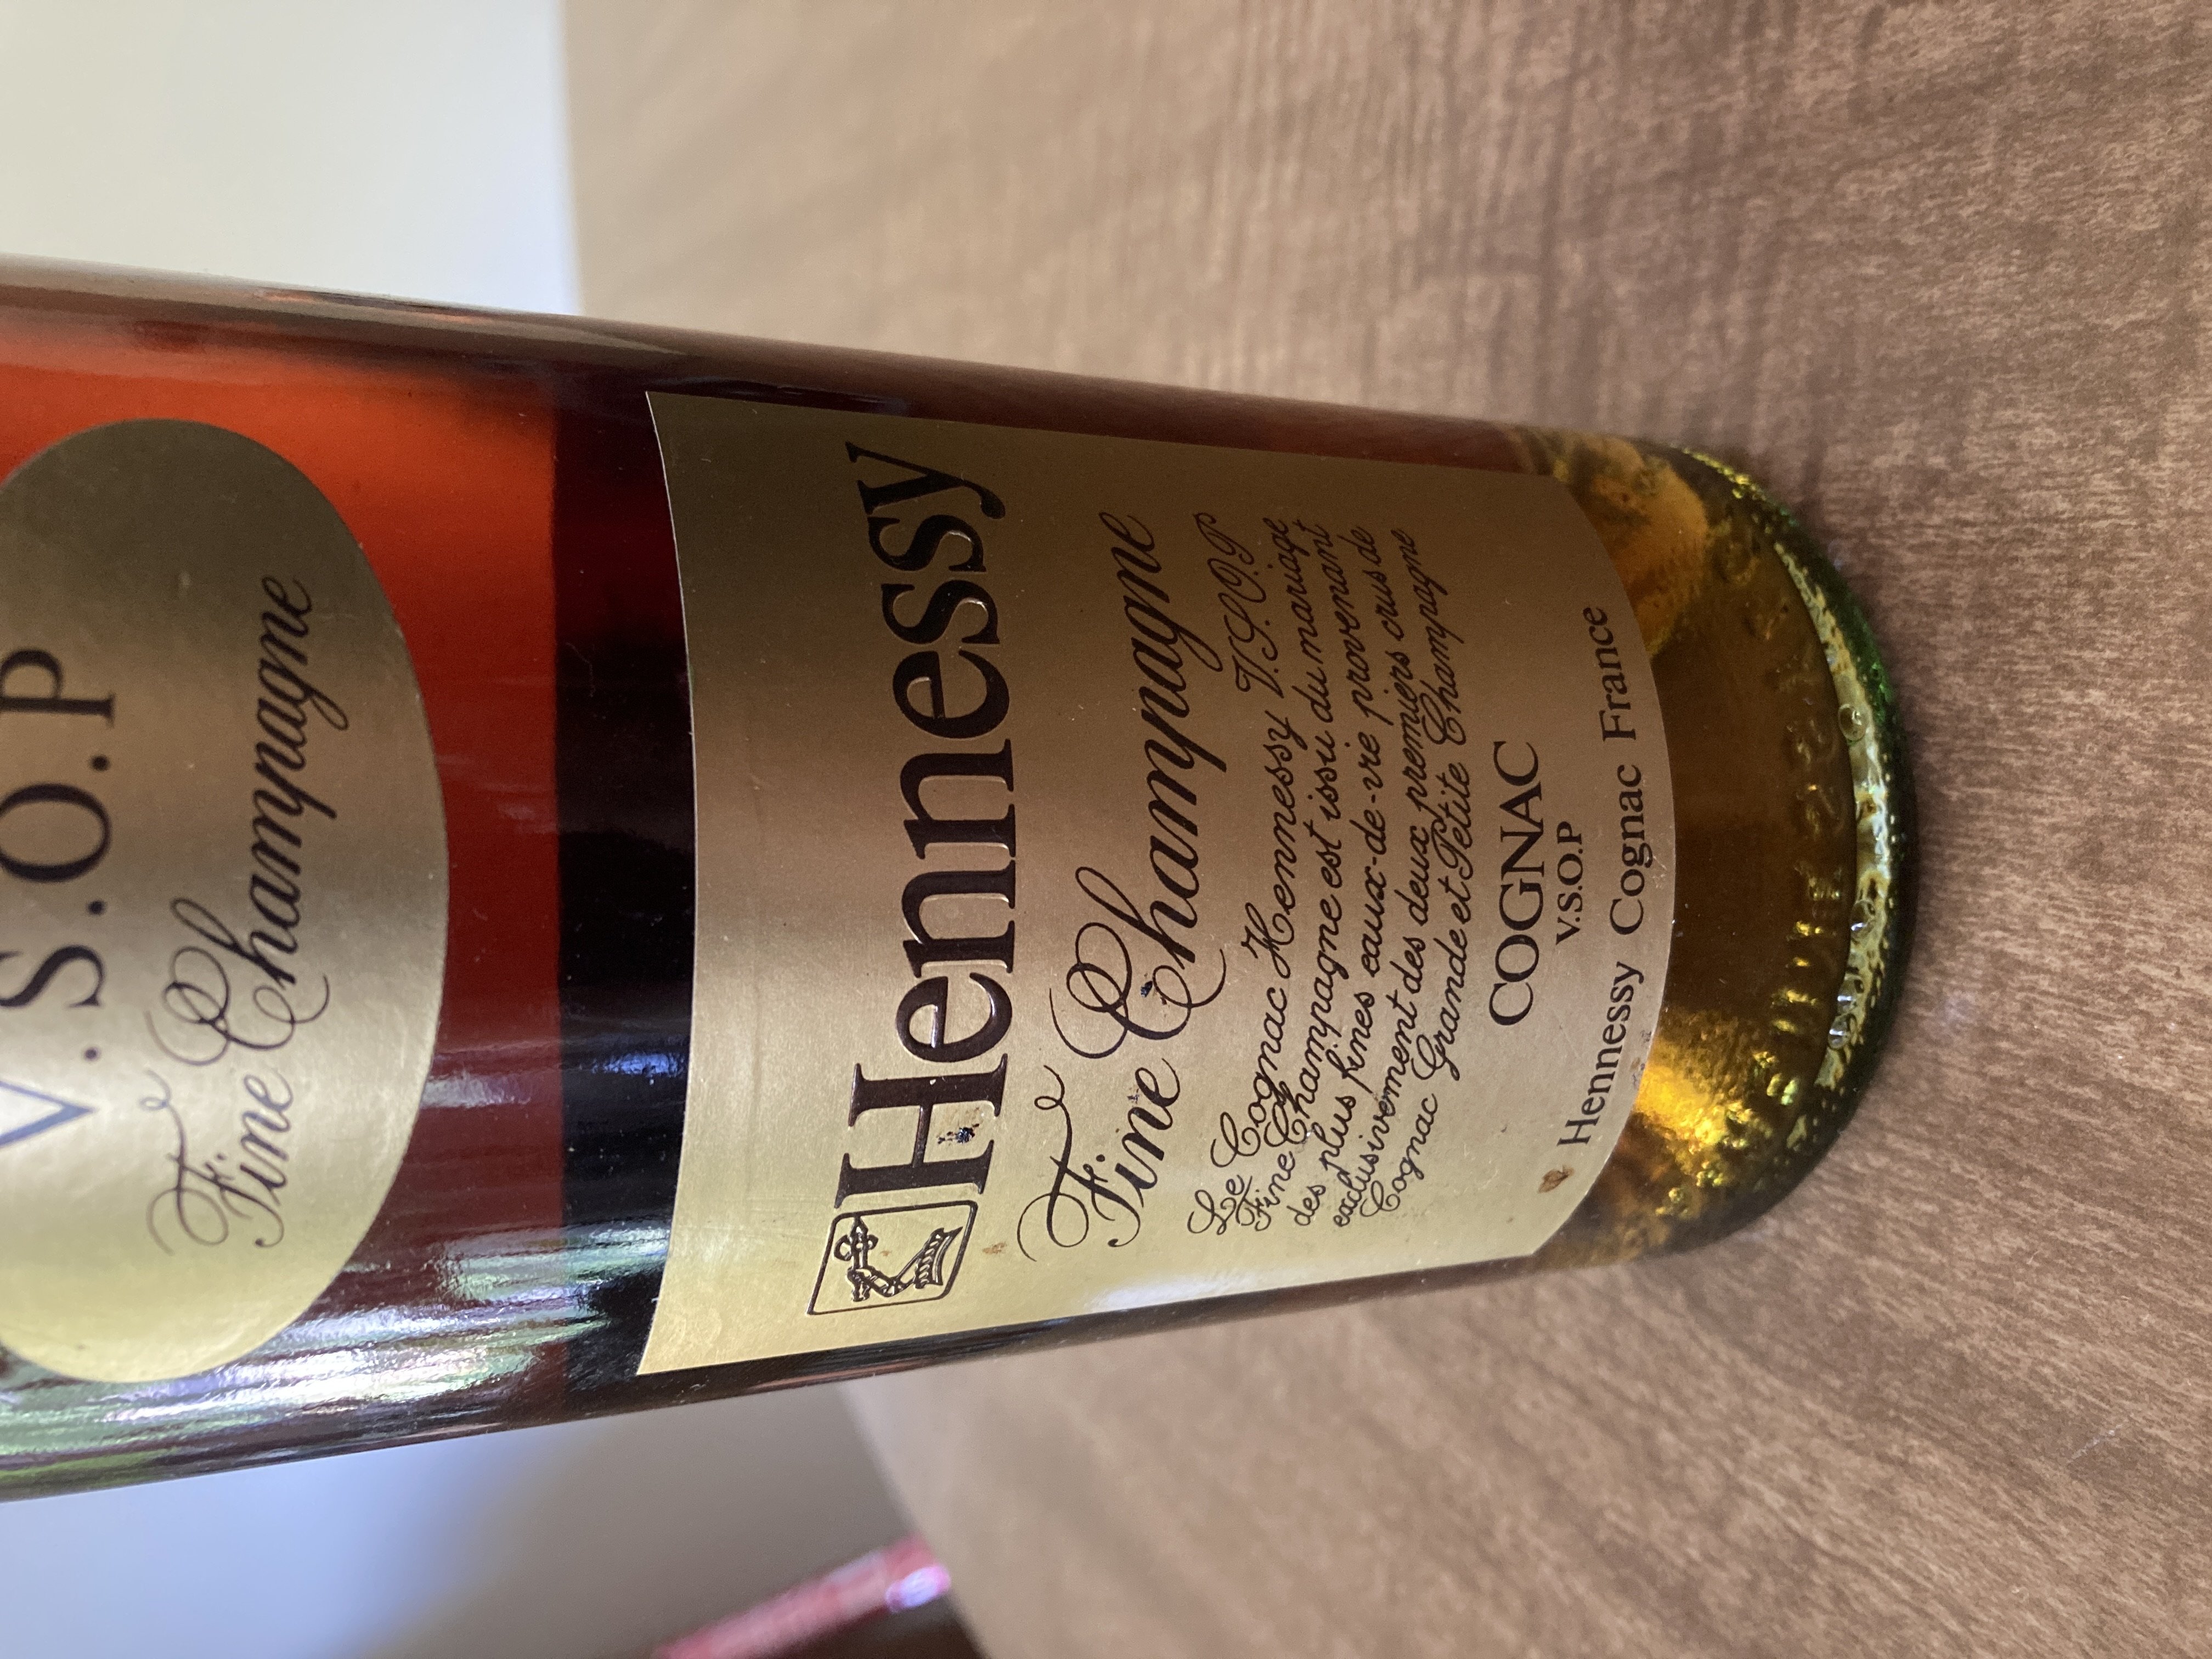 V.S.O.P
Fine Champagne
Hennessy
Fine Champagne
Le Cognac Hennessy V.S.O.P
Fine Champagne est issu du mariage
des plus fines eaux-de-vie provenant
exclusivement des deux premiers crus de
Cognac Grande et Petite Champagne
COGNAC
V.S.O.P
Hennessy Cognac France